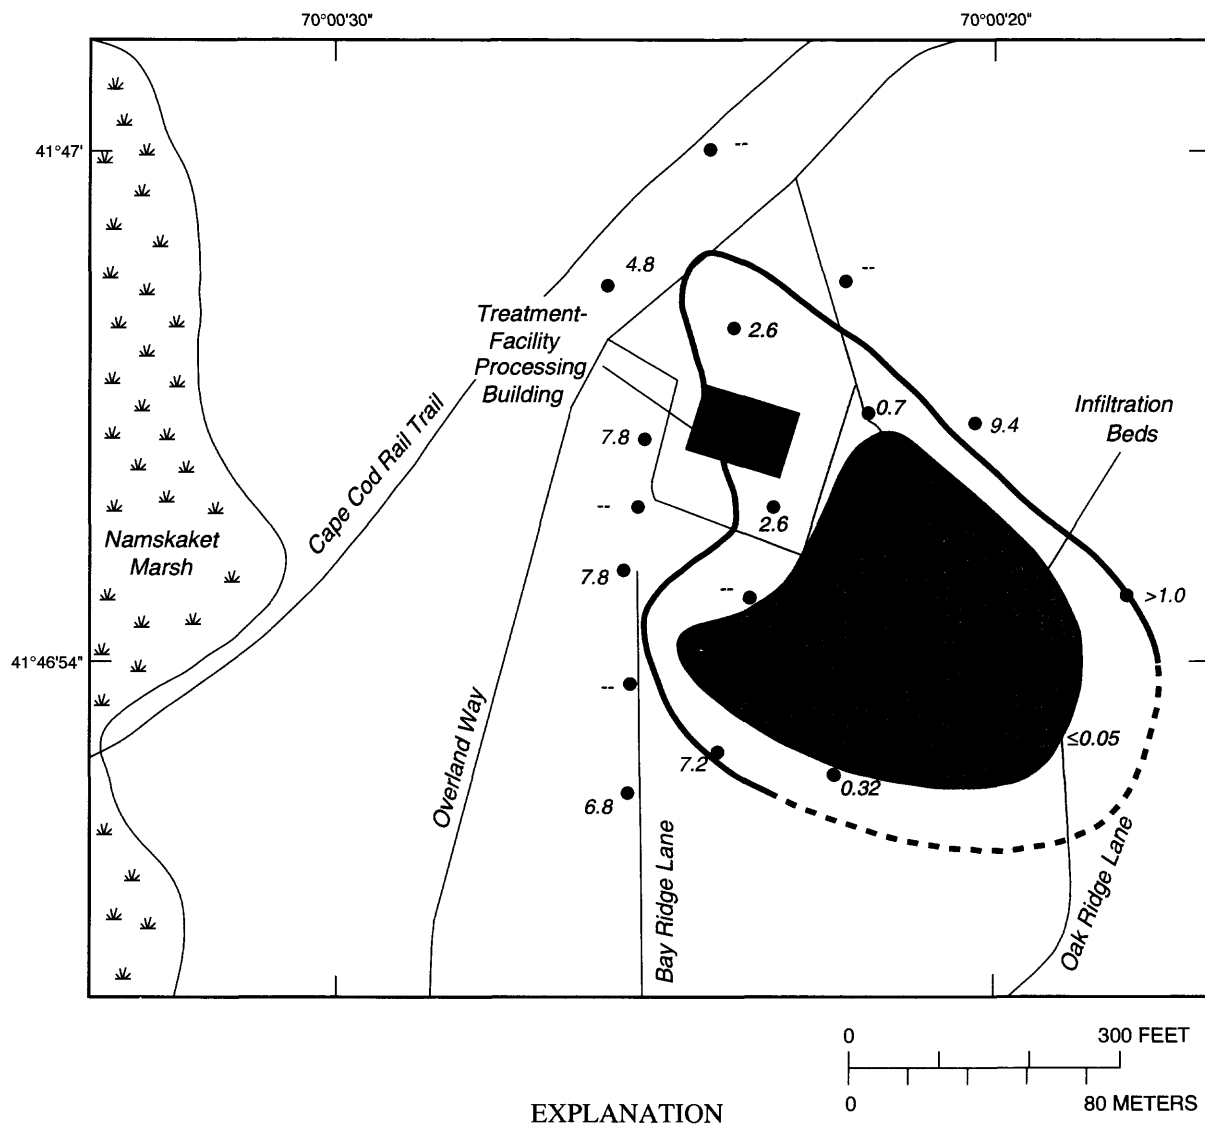 70°00'30"
70°00'20"
41°47'
--
--
4.8
Treatment-
Facility
Processing
Building
2.6
0.7
9.4
Infiltration
Beds
7.8
Cape Cod Rail Trail
--
2.6
Namskaket
Marsh
7.8
--
>1.0
41°46'54"
--
Overland Way
≤0.05
7.2
0.32
6.8
Bay Ridge Lane
Oak Ridge Lane
0 300 FEET
0 80 METERS
EXPLANATION